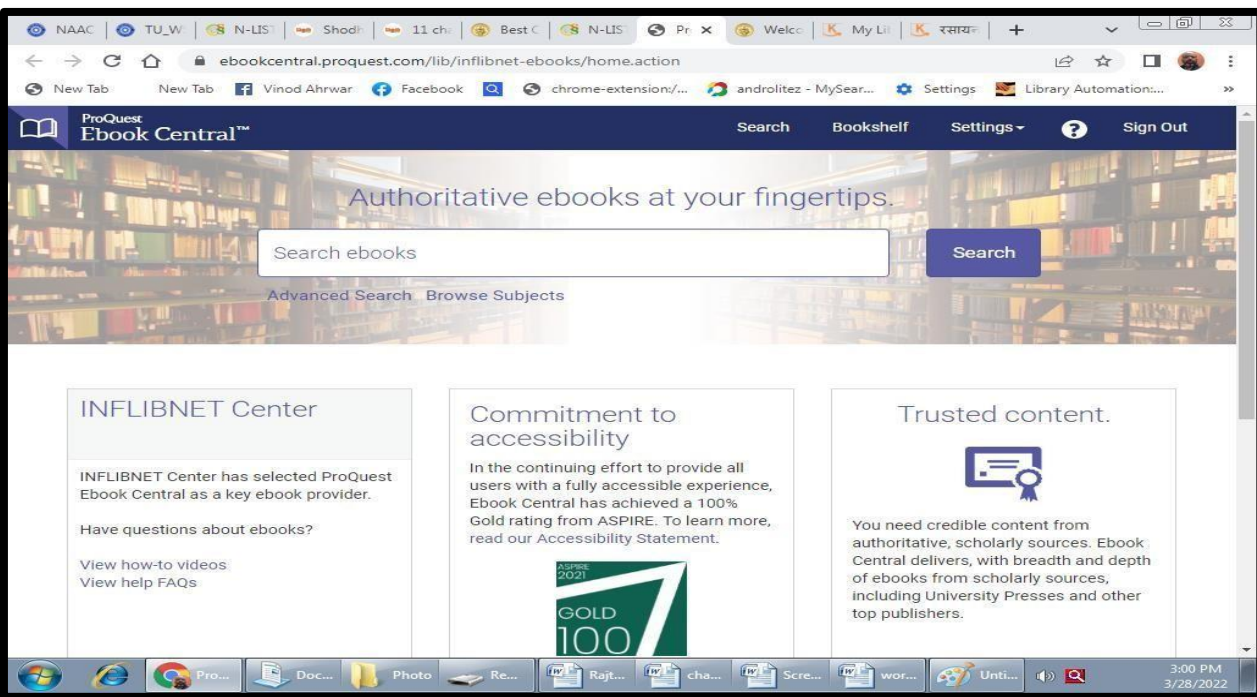 NAAC TU_W N-LIS Shodh 11 cha Best C N-LIS Pr Welco My Lil रसायन
ebookcentral.proquest.com/lib/inflibnet-ebooks/home.action
New Tab New Tab Vinod Ahrwar Facebook chrome-extension:/... androlitez - MySear... Settings Library Automation:... »
ProQuest
Ebook Central™ Search Bookshelf Settings ? Sign Out
Authoritative ebooks at your fingertips.
Search ebooks Search
Advanced Search Browse Subjects
INFLIBNET Center
INFLIBNET Center has selected ProQuest
Ebook Central as a key ebook provider.
Have questions about ebooks?
View how-to videos
View help FAQs
Commitment to
accessibility
In the continuing effort to provide all
users with a fully accessible experience,
Ebook Central has achieved a 100%
Gold rating from ASPIRE. To learn more,
read our Accessibility Statement.
ASPIRE
2021
GOLD
100
Trusted content.
You need credible content from
authoritative, scholarly sources. Ebook
Central delivers, with breadth and depth
of ebooks from scholarly sources,
including University Presses and other
top publishers.
Pro... Doc... Photo Re... Rajt... cha... Scre... wor... Unti... 3:00 PM
3/28/2022